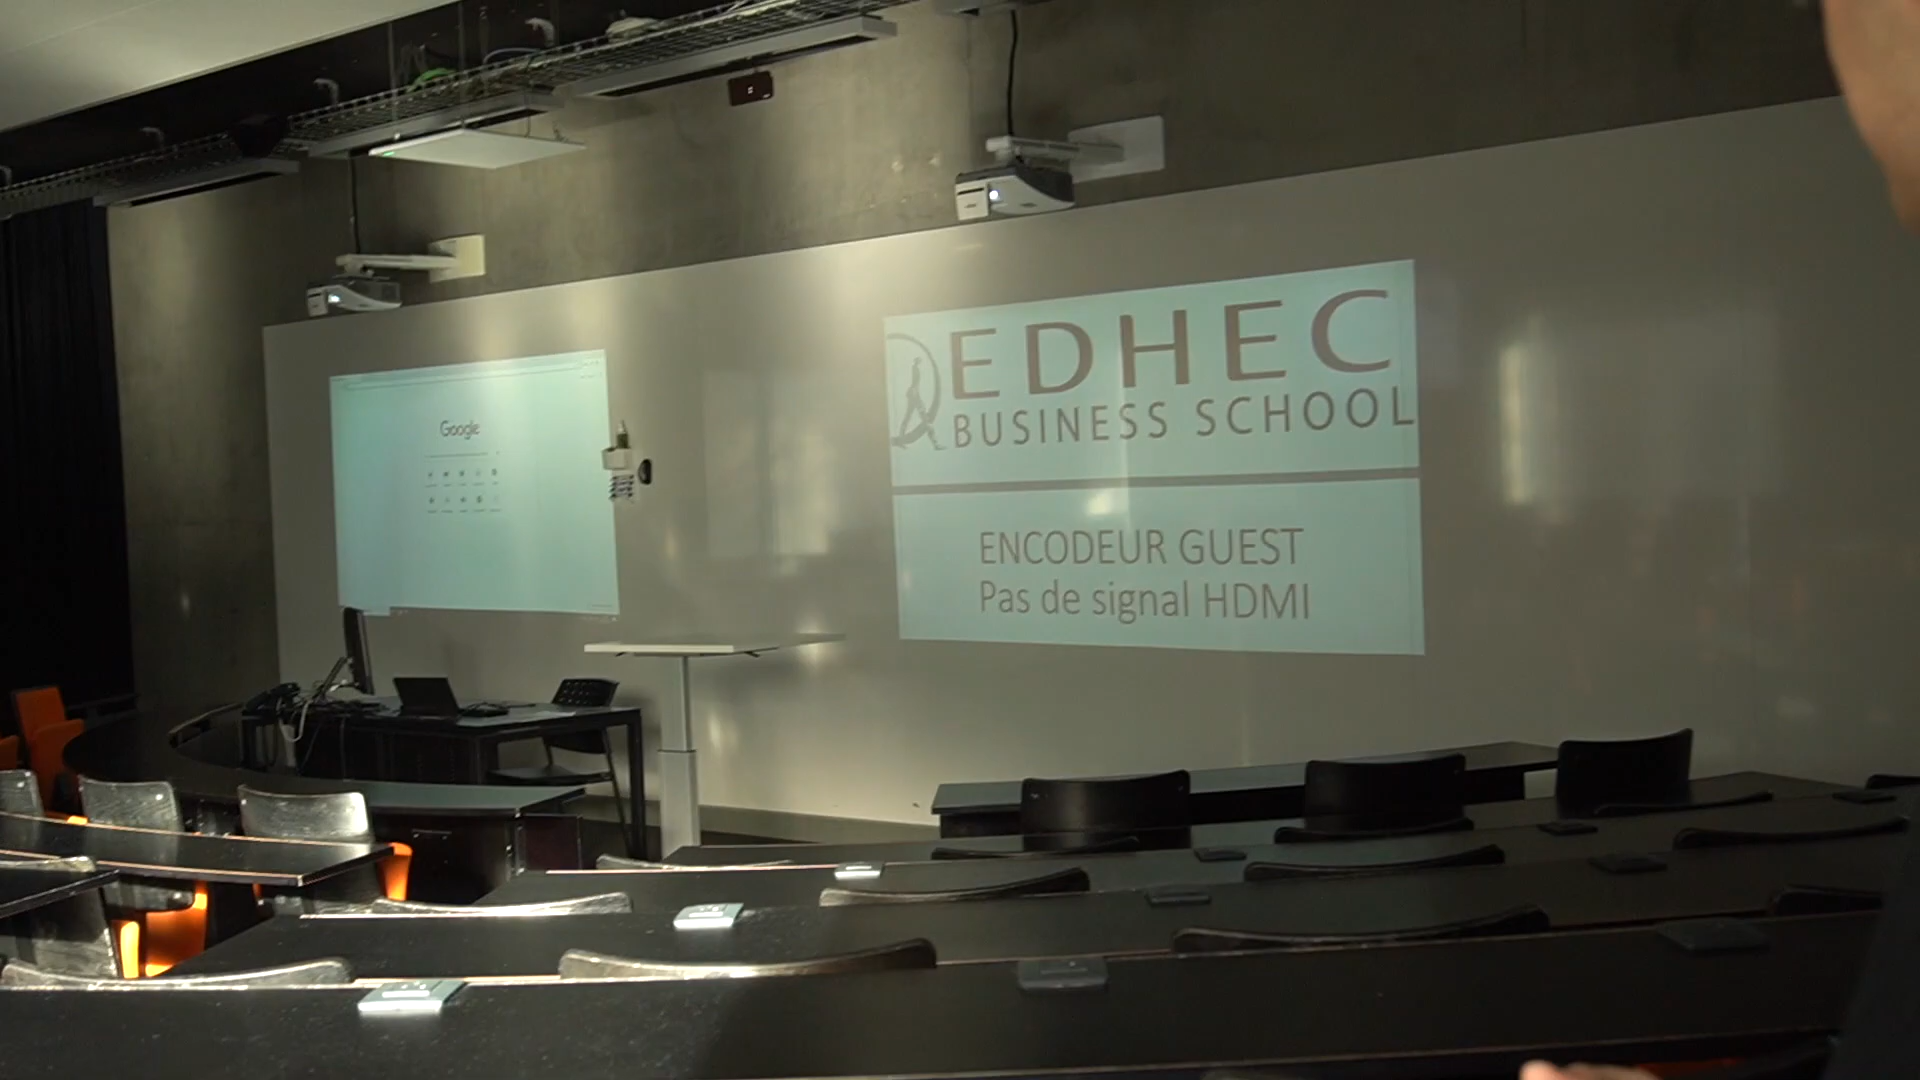 Google
EDHEC
BUSINESS SCHOOL
ENCODEUR GUEST
Pas de signal HDMI